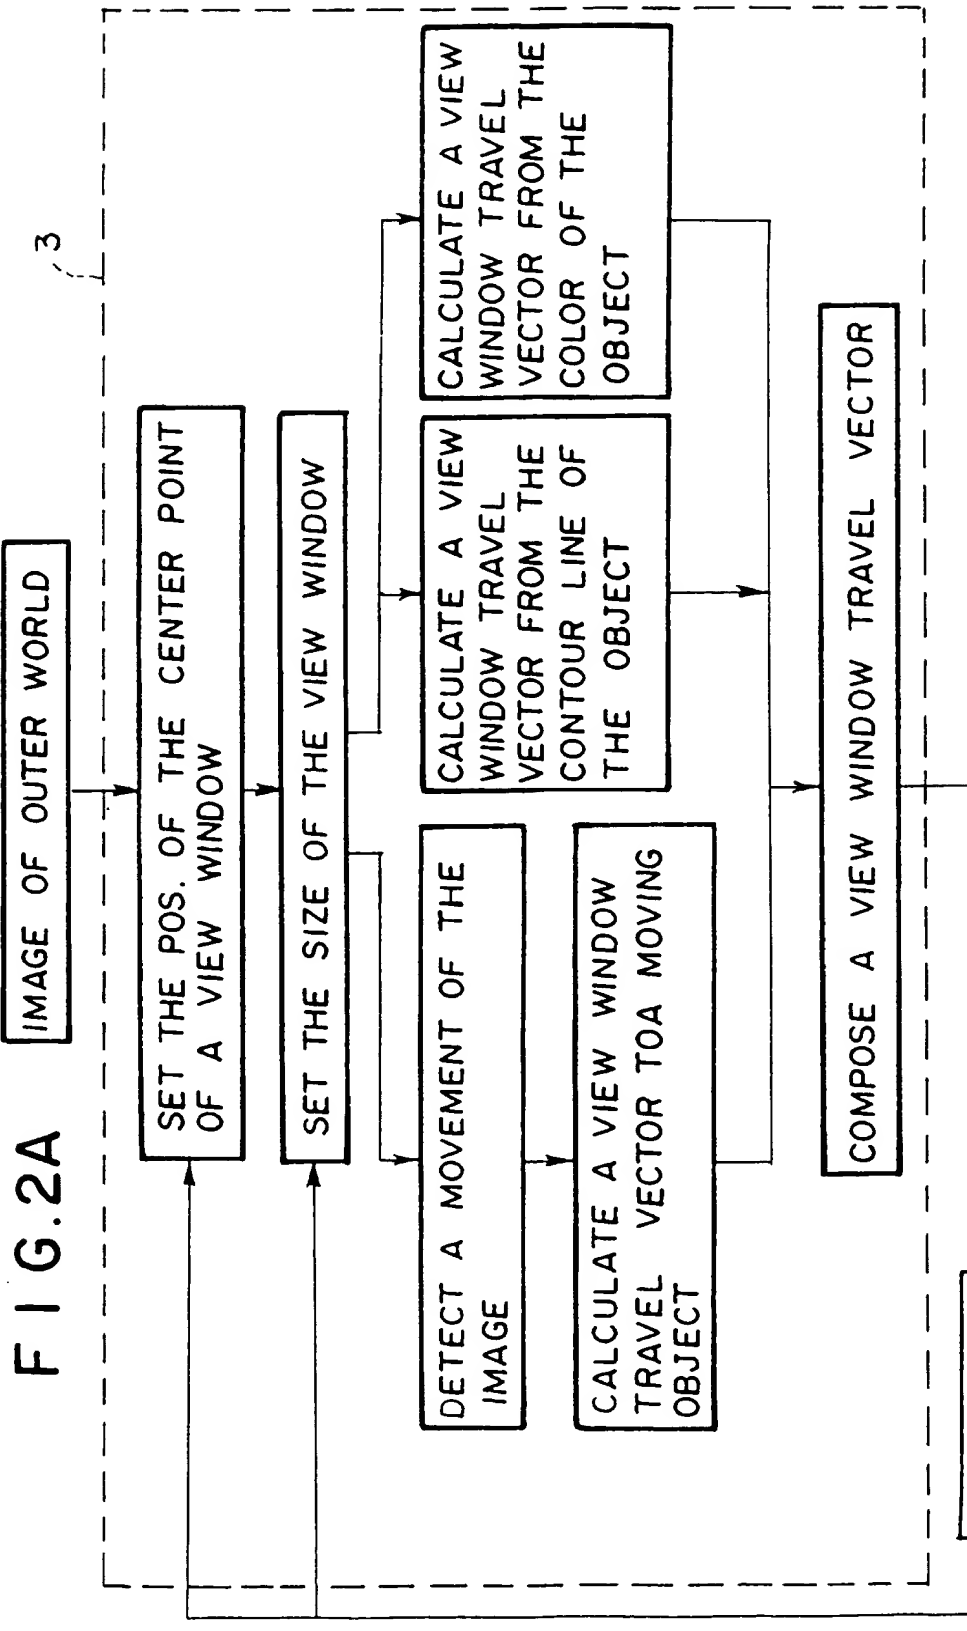 FIG.2A
IMAGE OF OUTER WORLD
3
SET THE POS. OF THE CENTER POINT
OF A VIEW WINDOW
SET THE SIZE OF THE VIEW WINDOW
DETECT A MOVEMENT OF THE
IMAGE
CALCULATE A VIEW WINDOW
TRAVEL VECTOR TOA MOVING
OBJECT
CALCULATE A VIEW
WINDOW TRAVEL
VECTOR FROM THE
CONTOUR LINE OF
THE OBJECT
CALCULATE A VIEW
WINDOW TRAVEL
VECTOR FROM THE
COLOR OF THE
OBJECT
COMPOSE A VIEW WINDOW TRAVEL VECTOR